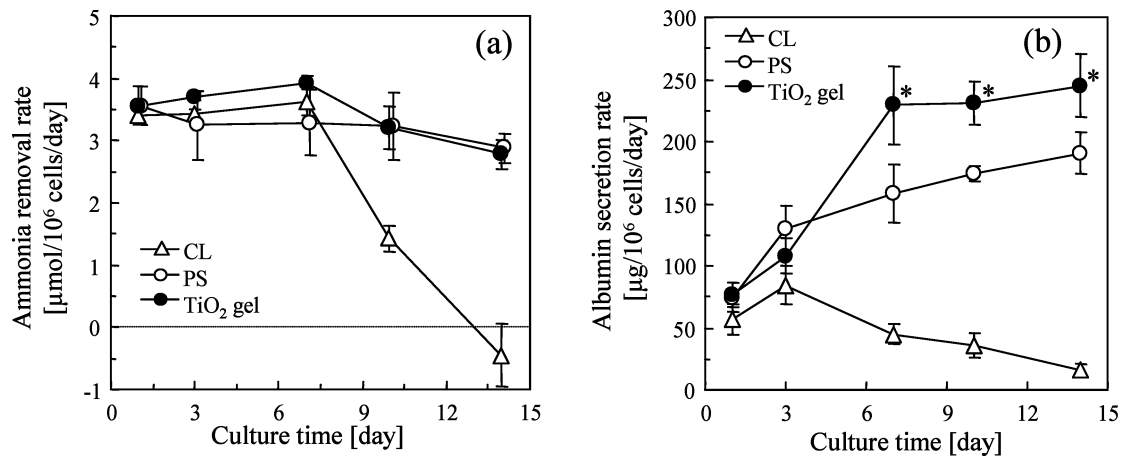 (a)
Ammonia removal rate
[μmol/10⁶ cells/day]
5
4
3
2
1
0
-1
CL
PS
TiO₂ gel
0 3 6 9 12 15
Culture time [day]
(b)
Albumin secretion rate
[μg/10⁶ cells/day]
300
250
200
150
100
50
0
CL
PS
TiO₂ gel
*
*
*
0 3 6 9 12 15
Culture time [day]